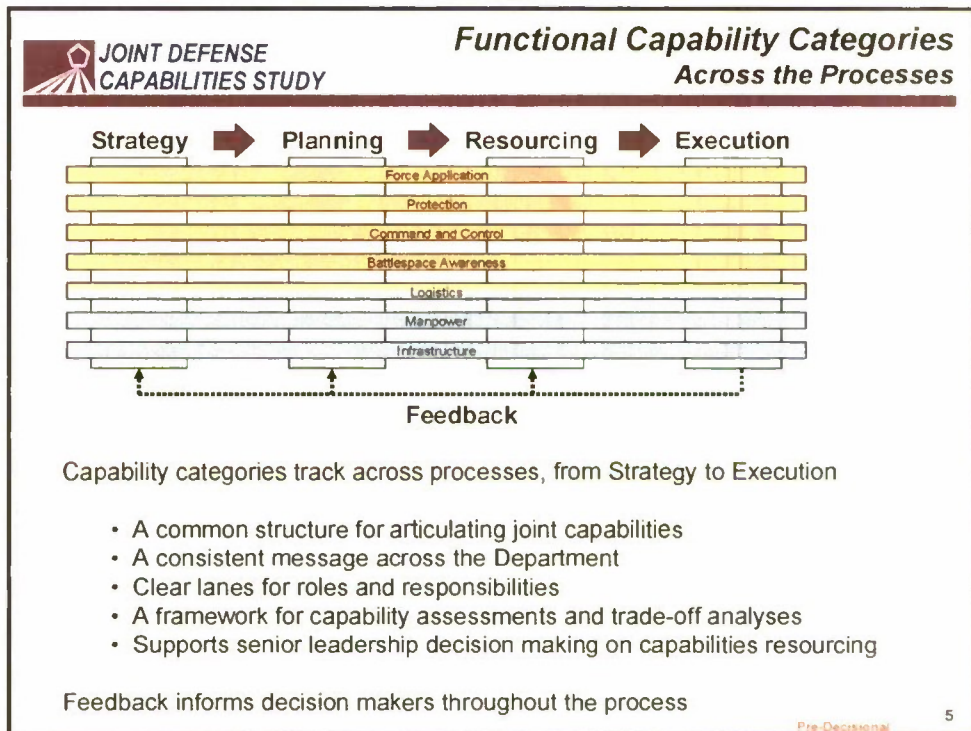 JOINT DEFENSE
CAPABILITIES STUDY
Functional Capability Categories
Across the Processes
Strategy Planning Resourcing Execution
Force Application
Protection
Command and Control
Battlespace Awareness
Logistics
Manpower
Infrastructure
Feedback
Capability categories track across processes, from Strategy to Execution
• A common structure for articulating joint capabilities
• A consistent message across the Department
• Clear lanes for roles and responsibilities
• A framework for capability assessments and trade-off analyses
• Supports senior leadership decision making on capabilities resourcing
Feedback informs decision makers throughout the process
Pre-Decisional
5